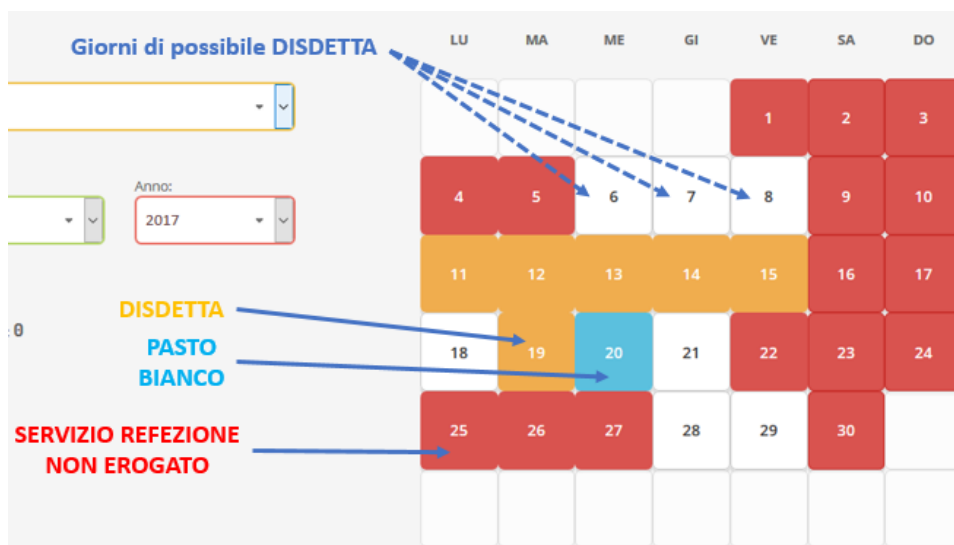 Giorni di possibile DISDETTA
LU MA ME GI VE SA DO
1 2 3
Anno:
2017
4 5 6 7 8 9 10
11 12 13 14 15 16 17
DISDETTA
: 0
PASTO
BIANCO
18 19 20 21 22 23 24
SERVIZIO REFEZIONE
NON EROGATO
25 26 27 28 29 30